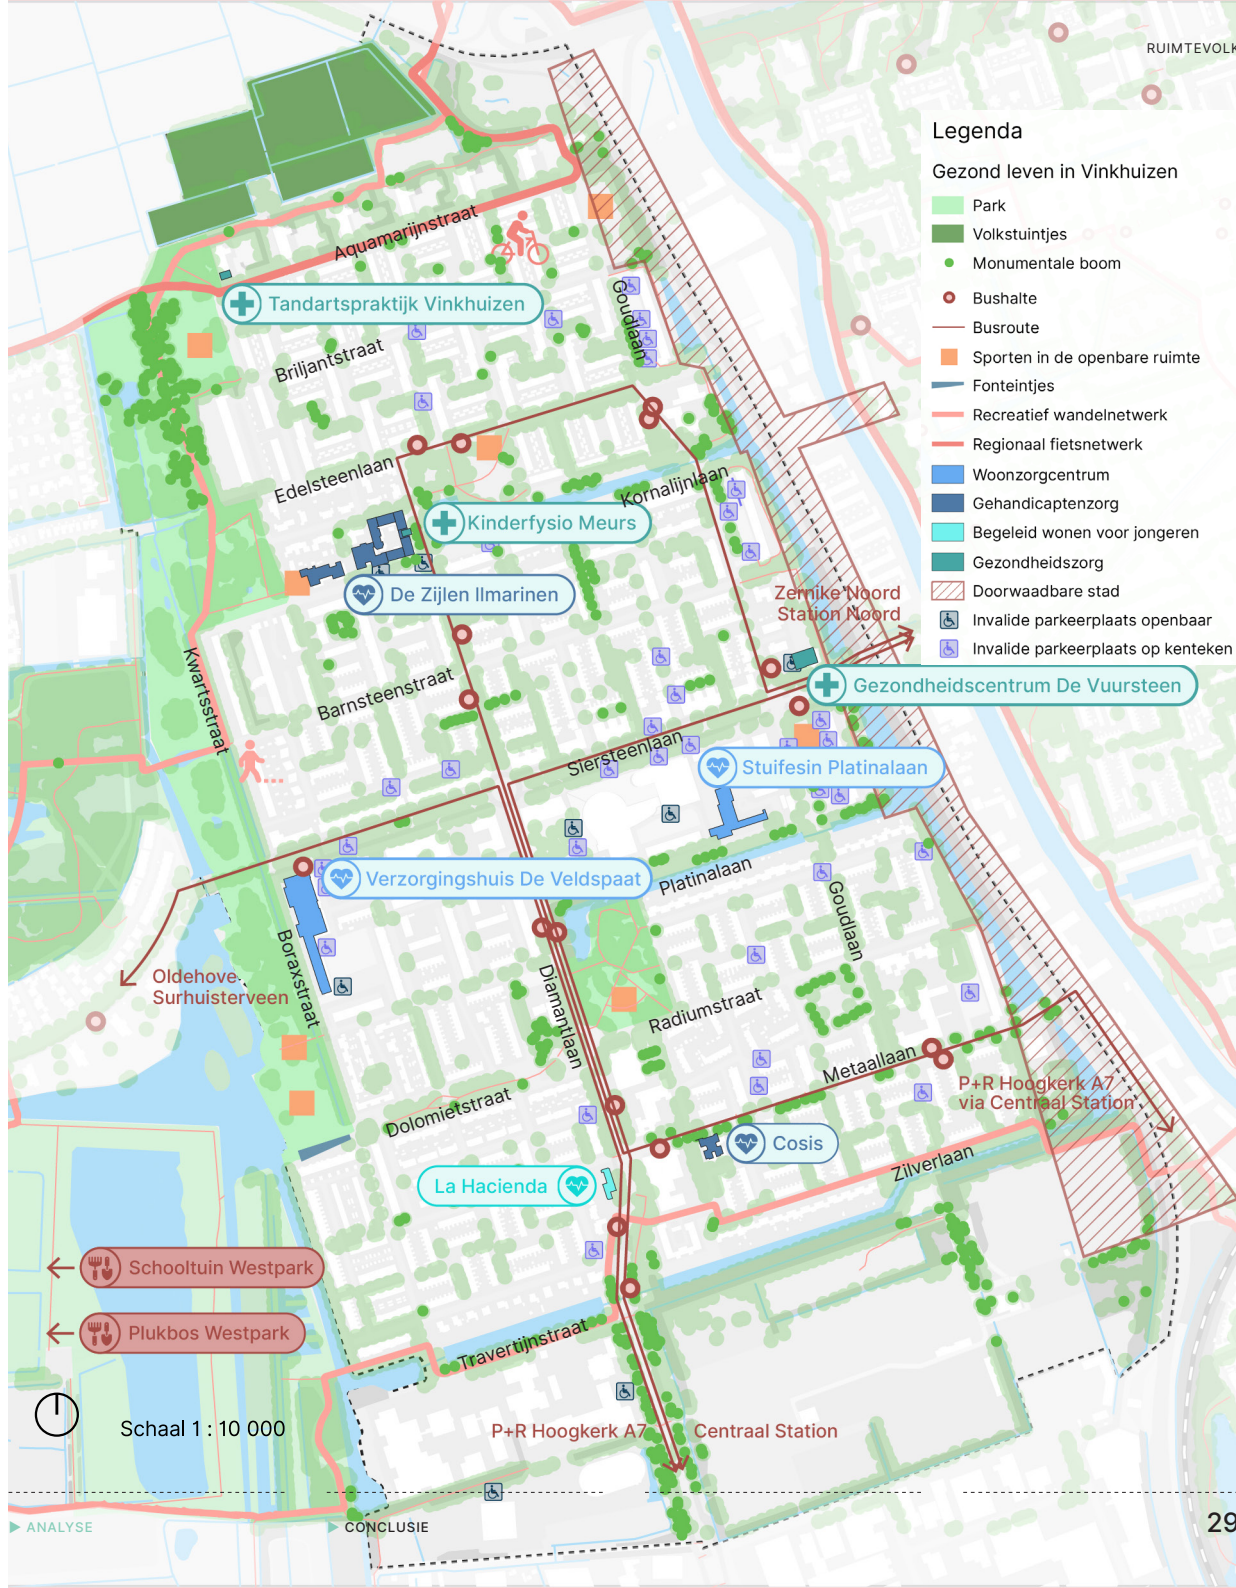 RUIMTEVOLK
Legenda
Gezond leven in Vinkhuizen
Park
Volkstuintjes
Monumentale boom
Bushalte
Busroute
Sporten in de openbare ruimte
Fonteintjes
Recreatief wandelnetwerk
Regionaal fietsnetwerk
Woonzorgcentrum
Gehandicaptenzorg
Begeleid wonen voor jongeren
Gezondheidszorg
Doorwaadbare stad
Invalide parkeerplaats openbaar
Invalide parkeerplaats op kenteken
Aquamarijnstraat
Tandartspraktijk Vinkhuizen
Goudlaan
Briljantstraat
Edelsteenlaan
Kornalijnlaan
Kinderfysio Meurs
De Zijlen Ilmarinen
Zernike Noord
Station Noord
Kwartsstraat
Barnsteenstraat
Gezondheidscentrum De Vuursteen
Siersteenlaan
Stuifesin Platinalaan
Verzorgingshuis De Veldspaat
Platinalaan
Goudlaan
Boraxstraat
Oldehove
Surhuisterveen
Diamantlaan
Radiumstraat
Metaallaan
P+R Hoogkerk A7
via Centraal Station
Dolomietstraat
Cosis
Zilverlaan
La Hacienda
Schooltuin Westpark
Plukbos Westpark
Travertijnstraat
Schaal 1 : 10 000
P+R Hoogkerk A7
Centraal Station
ANALYSE
CONCLUSIE
29